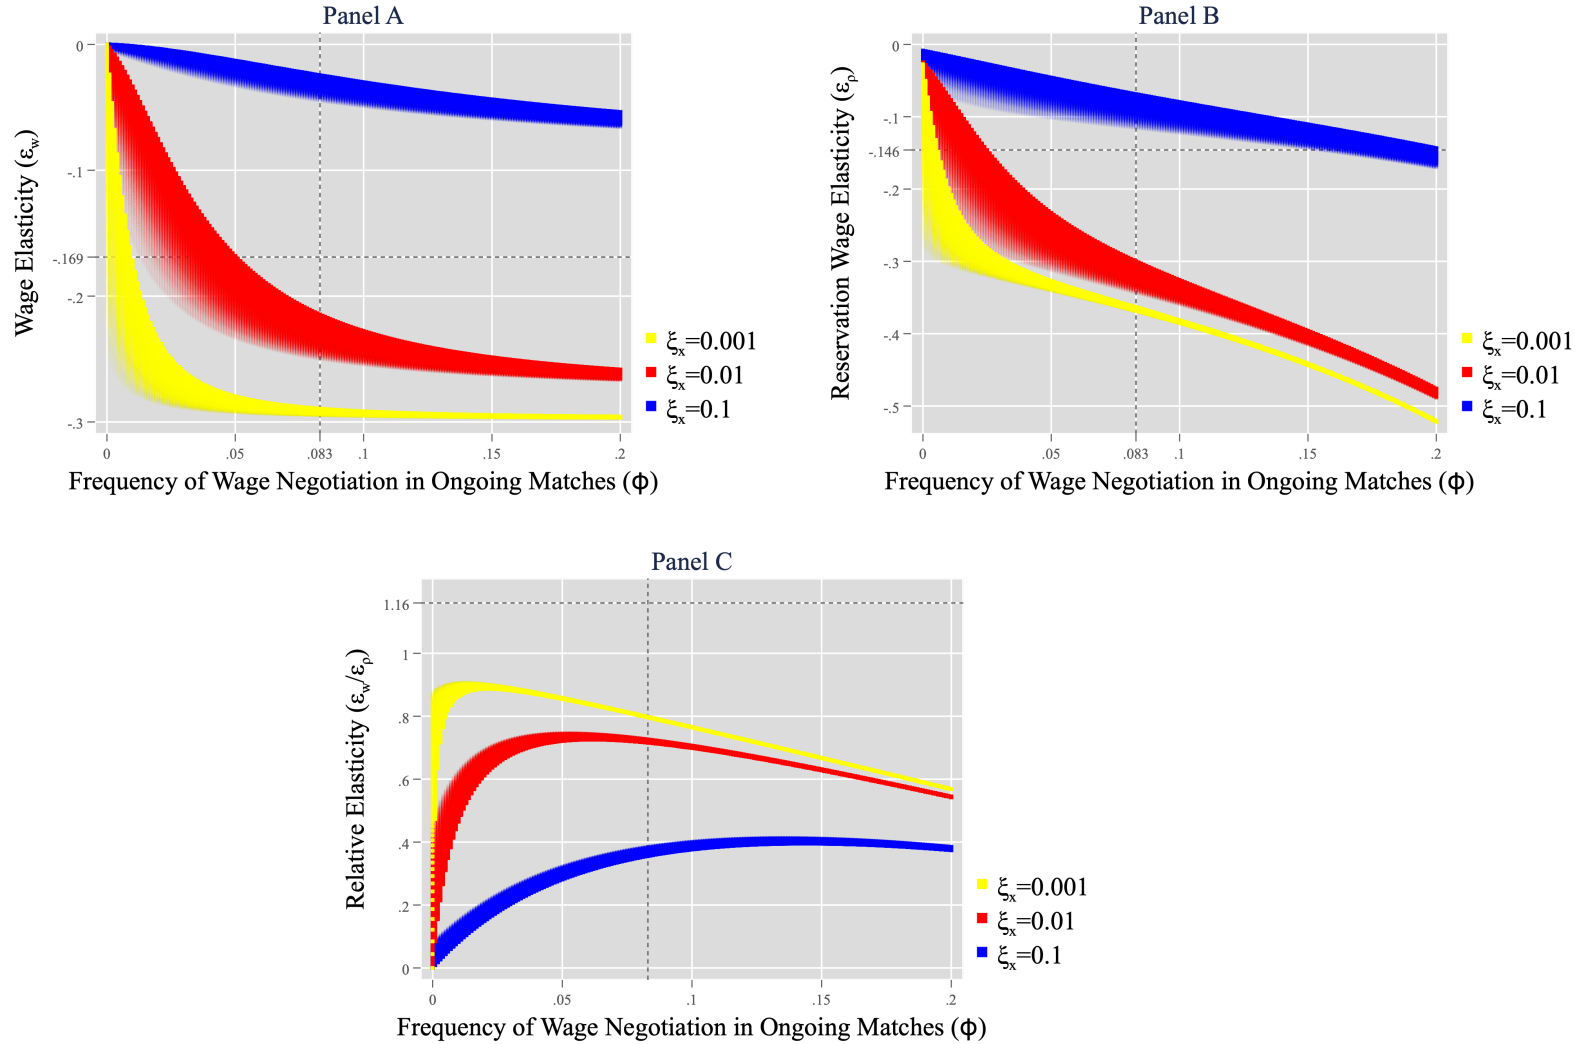 Panel A
Wage Elasticity (εw)
0
-.1
-.169
-.2
-.3
0 .05 .083 .1 .15 .2
Frequency of Wage Negotiation in Ongoing Matches (ϕ)
ξx=0.001
ξx=0.01
ξx=0.1
Panel B
Reservation Wage Elasticity (ερ)
0
-.1
-.146
-.2
-.3
-.4
-.5
0 .05 .083 .1 .15 .2
Frequency of Wage Negotiation in Ongoing Matches (ϕ)
ξx=0.001
ξx=0.01
ξx=0.1
Panel C
Relative Elasticity (εw/ερ)
1.16
1
.8
.6
.4
.2
0
0 .05 .1 .15 .2
Frequency of Wage Negotiation in Ongoing Matches (ϕ)
ξx=0.001
ξx=0.01
ξx=0.1